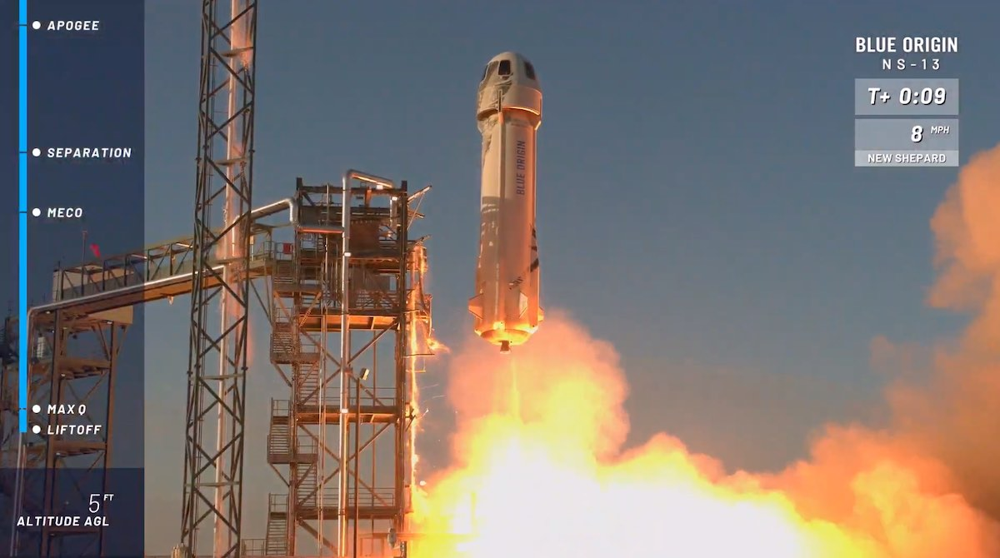 APOGEE
SEPARATION
MECO
MAX Q
LIFTOFF
5 FT
ALTITUDE AGL
BLUE ORIGIN
BLUE ORIGIN
NS-13
T+ 0:09
8 MPH
NEW SHEPARD